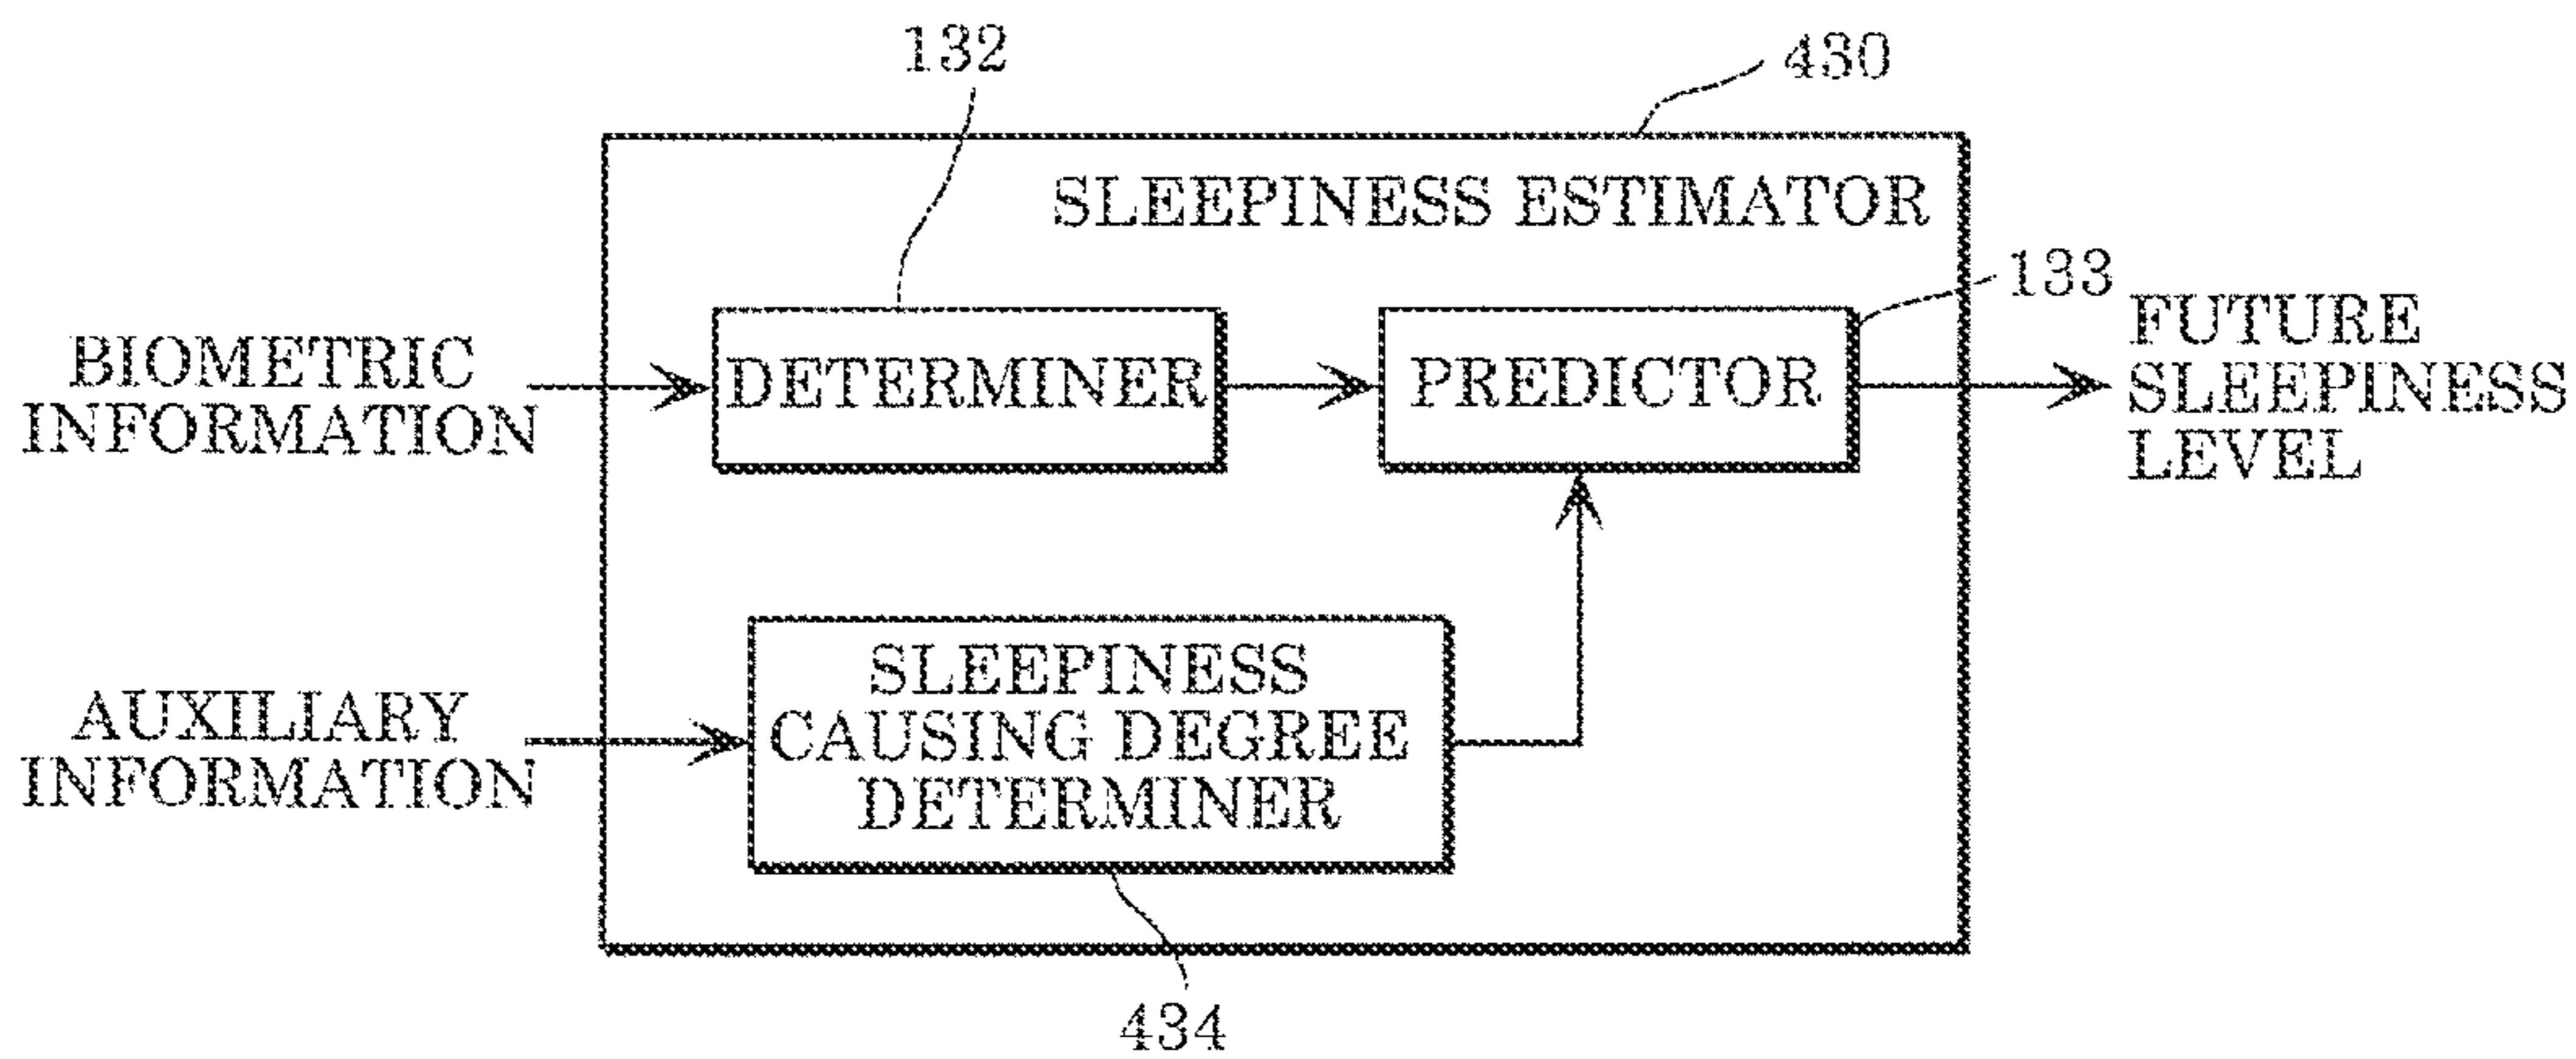 132
430
SLEEPINESS ESTIMATOR
133
BIOMETRIC
INFORMATION
DETERMINER
PREDICTOR
FUTURE
SLEEPINESS
LEVEL
AUXILIARY
INFORMATION
SLEEPINESS
CAUSING DEGREE
DETERMINER
434